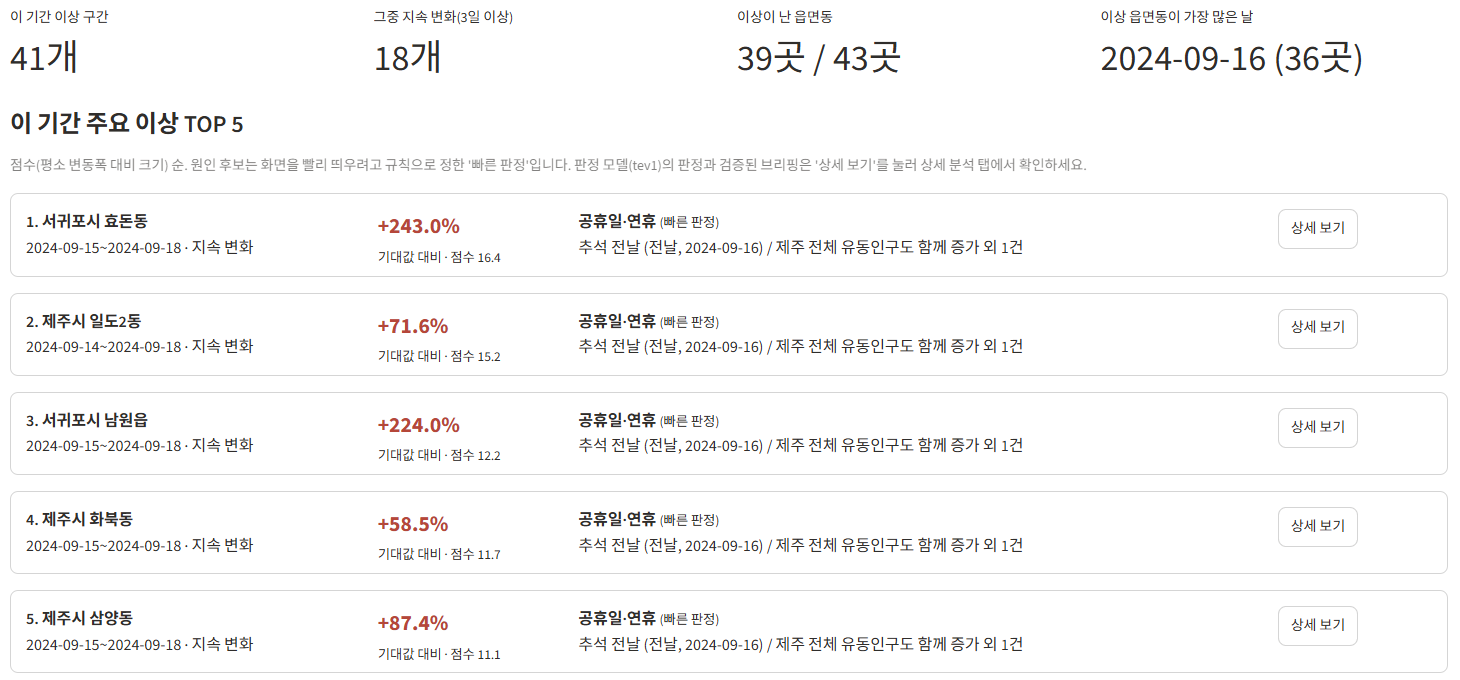 이 기간 이상 구간
41개
그중 지속 변화(3일 이상)
18개
이상이 난 읍면동
39곳 / 43곳
이상 읍면동이 가장 많은 날
2024-09-16 (36곳)
이 기간 주요 이상 TOP 5
점수(평소 변동폭 대비 크기) 순. 원인 후보는 화면을 빨리 띄우려고 규칙으로 정한 '빠른 판정'입니다. 판정 모델(tev1)의 판정과 검증된 브리핑은 '상세 보기'를 눌러 상세 분석 탭에서 확인하세요.
1. 서귀포시 효돈동
2024-09-15~2024-09-18 · 지속 변화
+243.0%
기대값 대비 · 점수 16.4
공휴일·연휴 (빠른 판정)
추석 전날 (전날, 2024-09-16) / 제주 전체 유동인구도 함께 증가 외 1건
상세 보기
2. 제주시 일도2동
2024-09-14~2024-09-18 · 지속 변화
+71.6%
기대값 대비 · 점수 15.2
공휴일·연휴 (빠른 판정)
추석 전날 (전날, 2024-09-16) / 제주 전체 유동인구도 함께 증가 외 1건
상세 보기
3. 서귀포시 남원읍
2024-09-15~2024-09-18 · 지속 변화
+224.0%
기대값 대비 · 점수 12.2
공휴일·연휴 (빠른 판정)
추석 전날 (전날, 2024-09-16) / 제주 전체 유동인구도 함께 증가 외 1건
상세 보기
4. 제주시 화북동
2024-09-15~2024-09-18 · 지속 변화
+58.5%
기대값 대비 · 점수 11.7
공휴일·연휴 (빠른 판정)
추석 전날 (전날, 2024-09-16) / 제주 전체 유동인구도 함께 증가 외 1건
상세 보기
5. 제주시 삼양동
2024-09-15~2024-09-18 · 지속 변화
+87.4%
기대값 대비 · 점수 11.1
공휴일·연휴 (빠른 판정)
추석 전날 (전날, 2024-09-16) / 제주 전체 유동인구도 함께 증가 외 1건
상세 보기